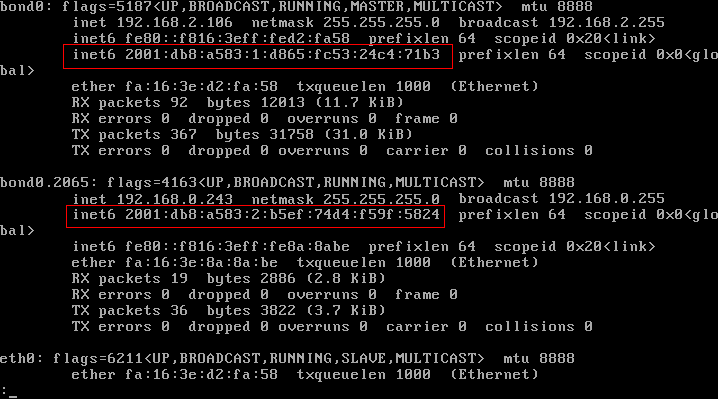 bond0: flags=5187<UP,BROADCAST,RUNNING,MASTER,MULTICAST>  mtu 8888
        inet 192.168.2.106  netmask 255.255.255.0  broadcast 192.168.2.255
        inet6 fe80::f816:3eff:fed2:fa58  prefixlen 64  scopeid 0x20<link>
        inet6 2001:db8:a583:1:d865:fc53:24c4:71b3  prefixlen 64  scopeid 0x0<glo
bal>
        ether fa:16:3e:d2:fa:58  txqueuelen 1000  (Ethernet)
        RX packets 92  bytes 12013 (11.7 KiB)
        RX errors 0  dropped 0  overruns 0  frame 0
        TX packets 367  bytes 31758 (31.0 KiB)
        TX errors 0  dropped 0 overruns 0  carrier 0  collisions 0

bond0.2065: flags=4163<UP,BROADCAST,RUNNING,MULTICAST>  mtu 8888
        inet 192.168.0.243  netmask 255.255.255.0  broadcast 192.168.0.255
        inet6 2001:db8:a583:2:b5ef:74d4:f59f:5824  prefixlen 64  scopeid 0x0<glo
bal>
        inet6 fe80::f816:3eff:fe8a:8abe  prefixlen 64  scopeid 0x20<link>
        ether fa:16:3e:8a:8a:be  txqueuelen 1000  (Ethernet)
        RX packets 19  bytes 2886 (2.8 KiB)
        RX errors 0  dropped 0  overruns 0  frame 0
        TX packets 36  bytes 3822 (3.7 KiB)
        TX errors 0  dropped 0 overruns 0  carrier 0  collisions 0

eth0: flags=6211<UP,BROADCAST,RUNNING,SLAVE,MULTICAST>  mtu 8888
        ether fa:16:3e:d2:fa:58  txqueuelen 1000  (Ethernet)
:_